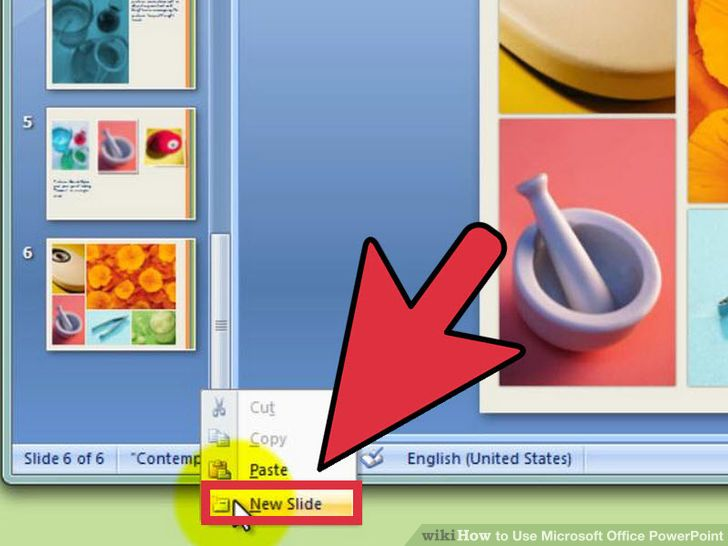 5
6
Cut
Copy
Paste
New Slide
Slide 6 of 6
"Contemp
English (United States)
wikiHow to Use Microsoft Office PowerPoint